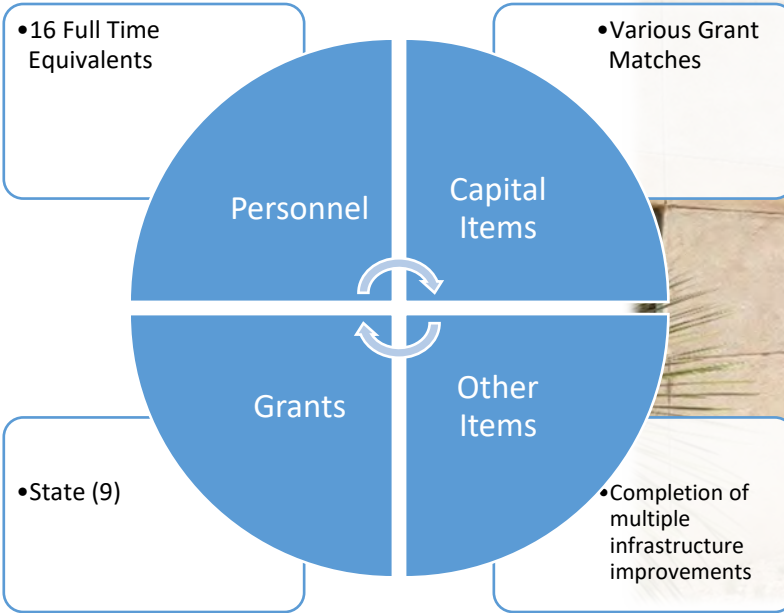 •16 Full Time
Equivalents
•Various Grant
Matches
Personnel
Capital
Items
Grants
Other
Items
•State (9)
•Completion of
multiple
infrastructure
improvements